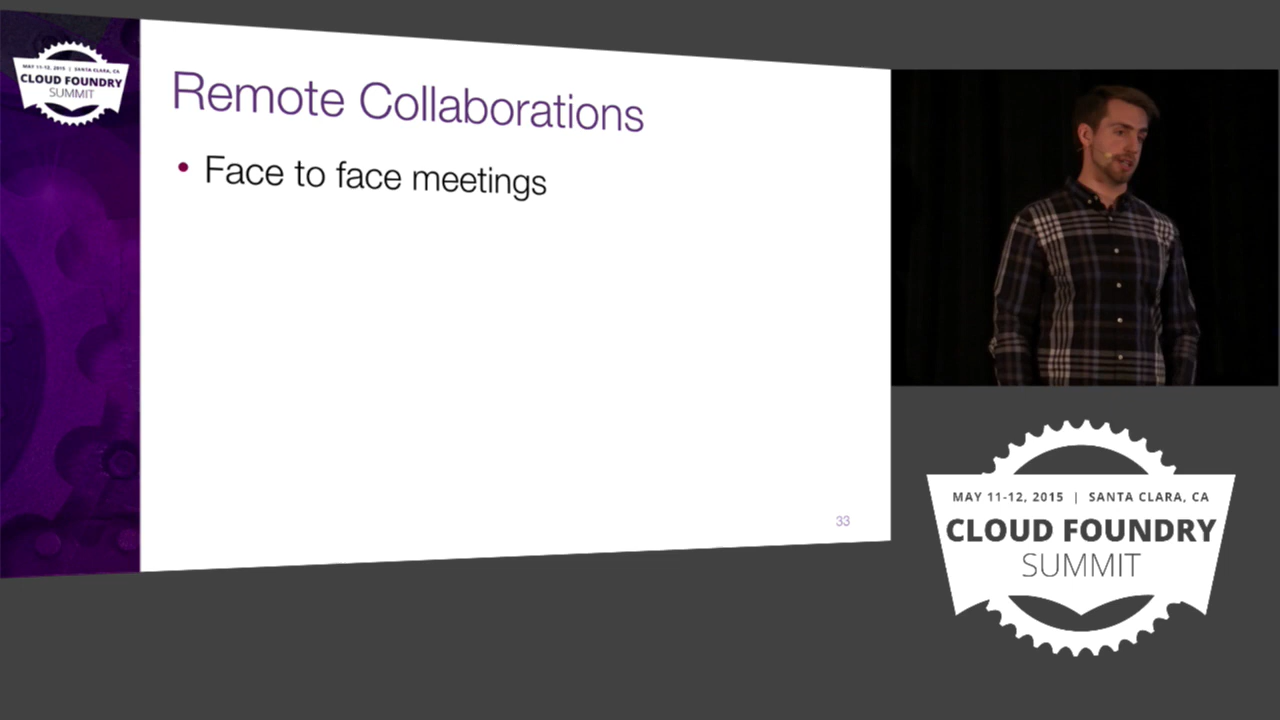 MAY 11-12, 2015 | SANTA CLARA, CA
CLOUD FOUNDRY
SUMMIT
Remote Collaborations
• Face to face meetings
33
MAY 11-12, 2015 | SANTA CLARA, CA
CLOUD FOUNDRY
SUMMIT